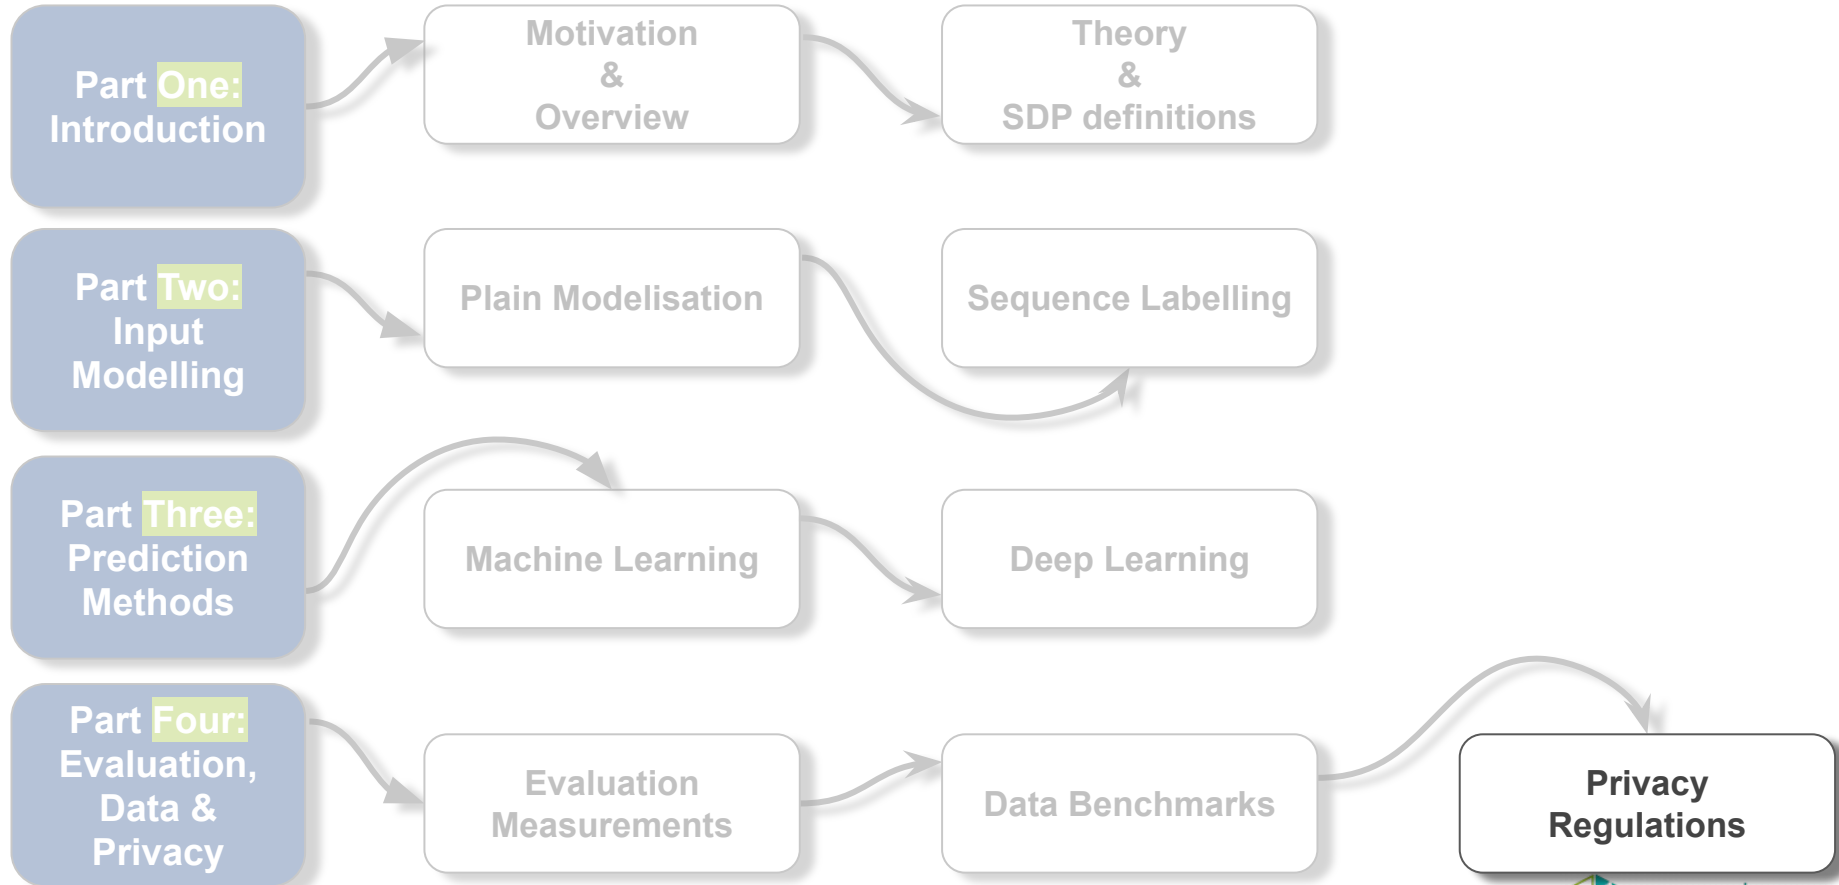 Part One:
Introduction
Motivation
&
Overview
Theory
&
SDP definitions
Part Two:
Input
Modelling
Plain Modelisation
Sequence Labelling
Part Three:
Prediction
Methods
Machine Learning
Deep Learning
Part Four:
Evaluation,
Data &
Privacy
Evaluation
Measurements
Data Benchmarks
Privacy
Regulations